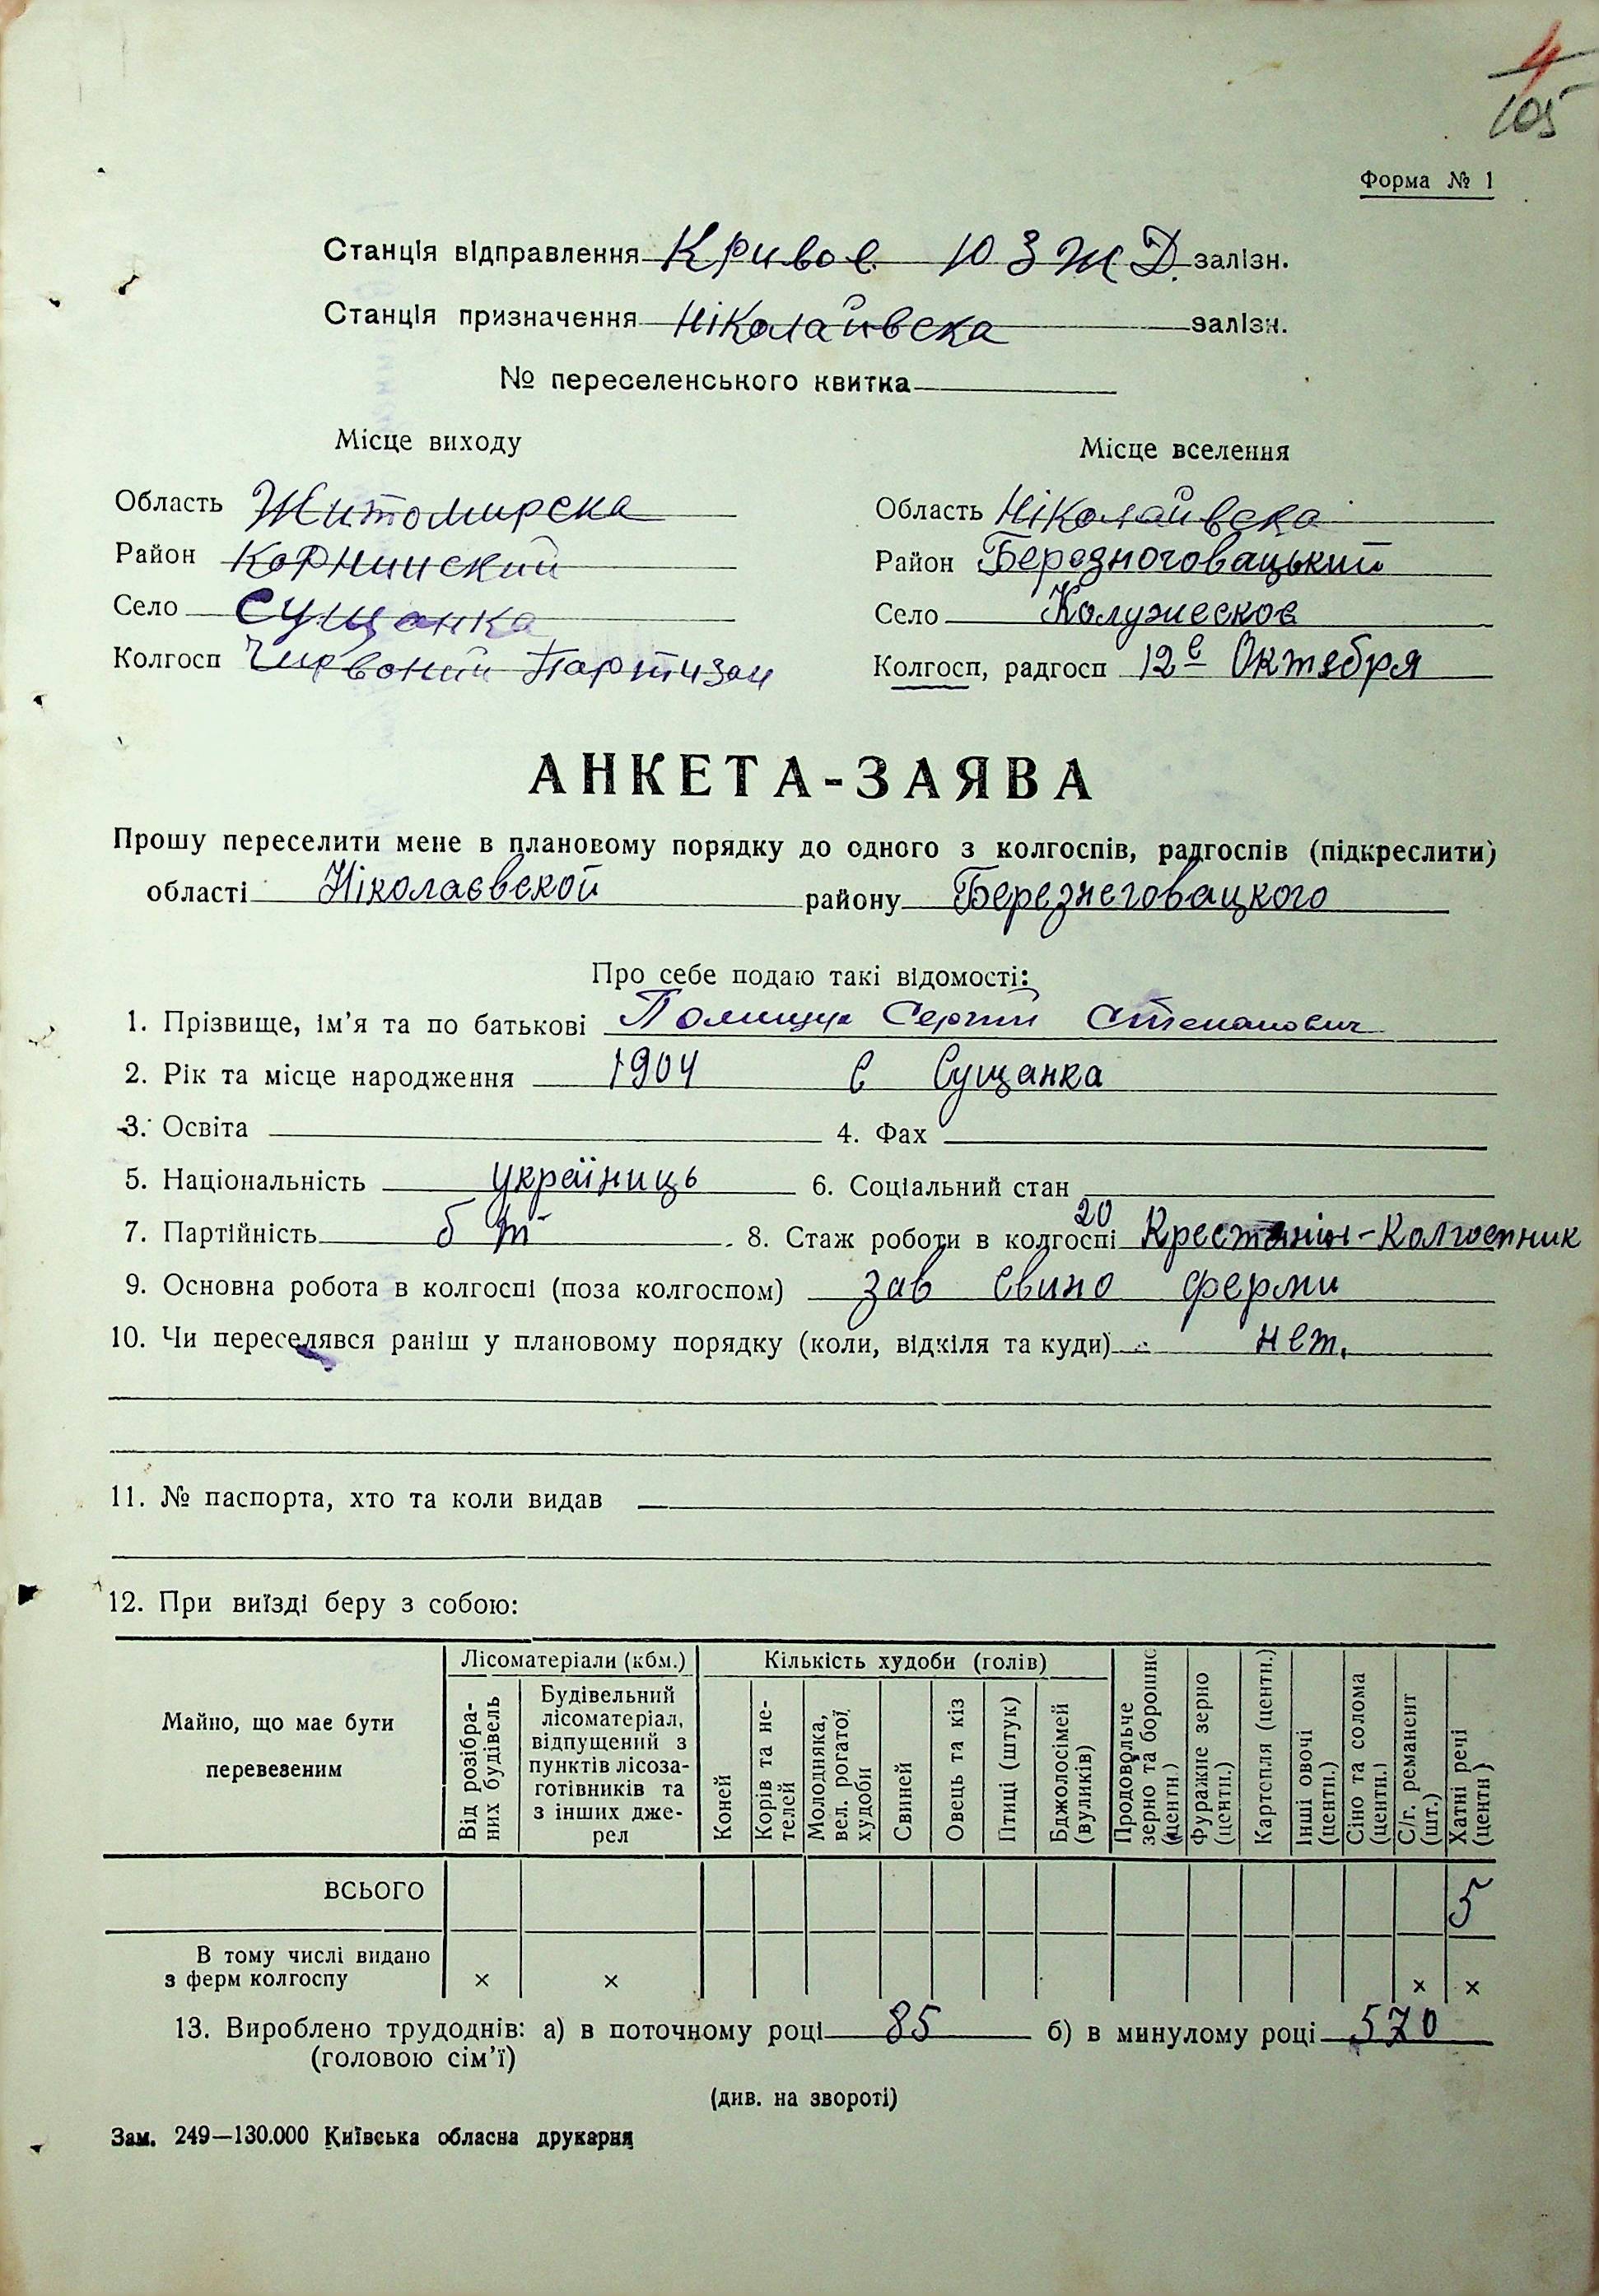 4
105
Форма № 1
Станція відправлення Кривое Ю З Ж Д залізн.
Станція призначення Ніколайвска залізн.
№ переселенського квитка
Місце виходу
Місце вселення
Область Житомирска
Область Ніколайвска
Район Корнинский
Район Березноговацький
Село Сущанка
Село Калужеское
Колгосп Червоний Партизан
Колгосп, радгосп 12е Октября
АНКЕТА-ЗАЯВА
Прошу переселити мене в плановому порядку до одного з колгоспів, радгоспів (підкреслити)
області Ніколаєвской району Березнеговацкого
Про себе подаю такі відомості:
1. Прізвище, ім'я та по батькові Полищук Сергій Степанович
2. Рік та місце народження 1904 с Сущанка
3. Освіта 4. Фах
5. Національність україниць 6. Соціальний стан
7. Партійність б п 8. Стаж роботи в колгоспі 20 Крестянін-Колгоспник
9. Основна робота в колгоспі (поза колгоспом) зав свино ферми
10. Чи переселявся раніш у плановому порядку (коли, відкіля та куди) нет.
11. № паспорта, хто та коли видав
12. При виїзді беру з собою:
Майно, що має бути перевезеним
Лісоматеріали (кбм.)
Кількість худоби (голів)
Від розібраних будівель
Будівельний лісоматеріал, відпущений з пунктів лісозаготівників та з інших джерел
Коней
Корів та нетелей
Молодняка, вел. рогатої худоби
Свиней
Овець та кіз
Птиці (штук)
Бджолосімей (вуликів)
Продовольче зерно та борошно (центн.)
Фуражне зерно (центн.)
Картопля (центн.)
Інші овочі (центн.)
Сіно та солома (центн.)
С/г. реманент (шт.)
Хатні речі (центн)
ВСЬОГО 5
В тому числі видано
з ферм колгоспу × × × ×
13. Вироблено трудоднів: а) в поточному році 85 б) в минулому році 570
(головою сім'ї)
(див. на звороті)
Зам. 249—130.000 Київська обласна друкарня